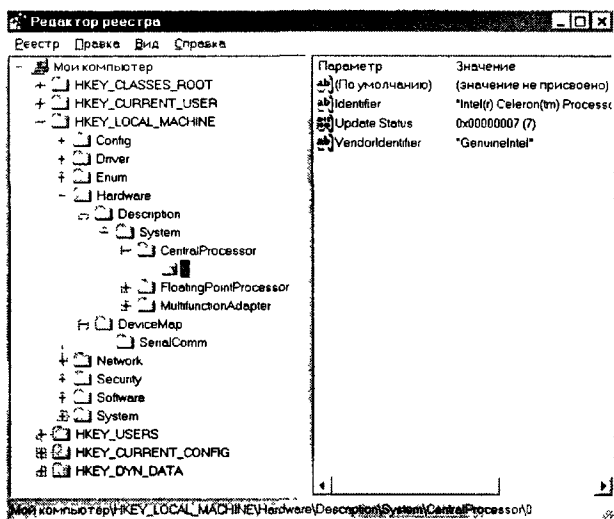 Редактор реестра
Реестр Правка Вид Справка
Мой компьютер
HKEY_CLASSES_ROOT
HKEY_CURRENT_USER
HKEY_LOCAL_MACHINE
Config
Driver
Enum
Hardware
Description
System
CentralProcessor
FloatingPointProcessor
MultifunctionAdapter
DeviceMap
SerialComm
Network
Security
Software
System
HKEY_USERS
HKEY_CURRENT_CONFIG
HKEY_DYN_DATA
Параметр Значение
(По умолчанию) (значение не присвоено)
Identifier "Intel(r) Celeron(tm) Processo
Update Status 0x00000007 (7)
VendorIdentifier "GenuineIntel"
Мой компьютер\HKEY_LOCAL_MACHINE\Hardware\Description\System\CentralProcessor\0